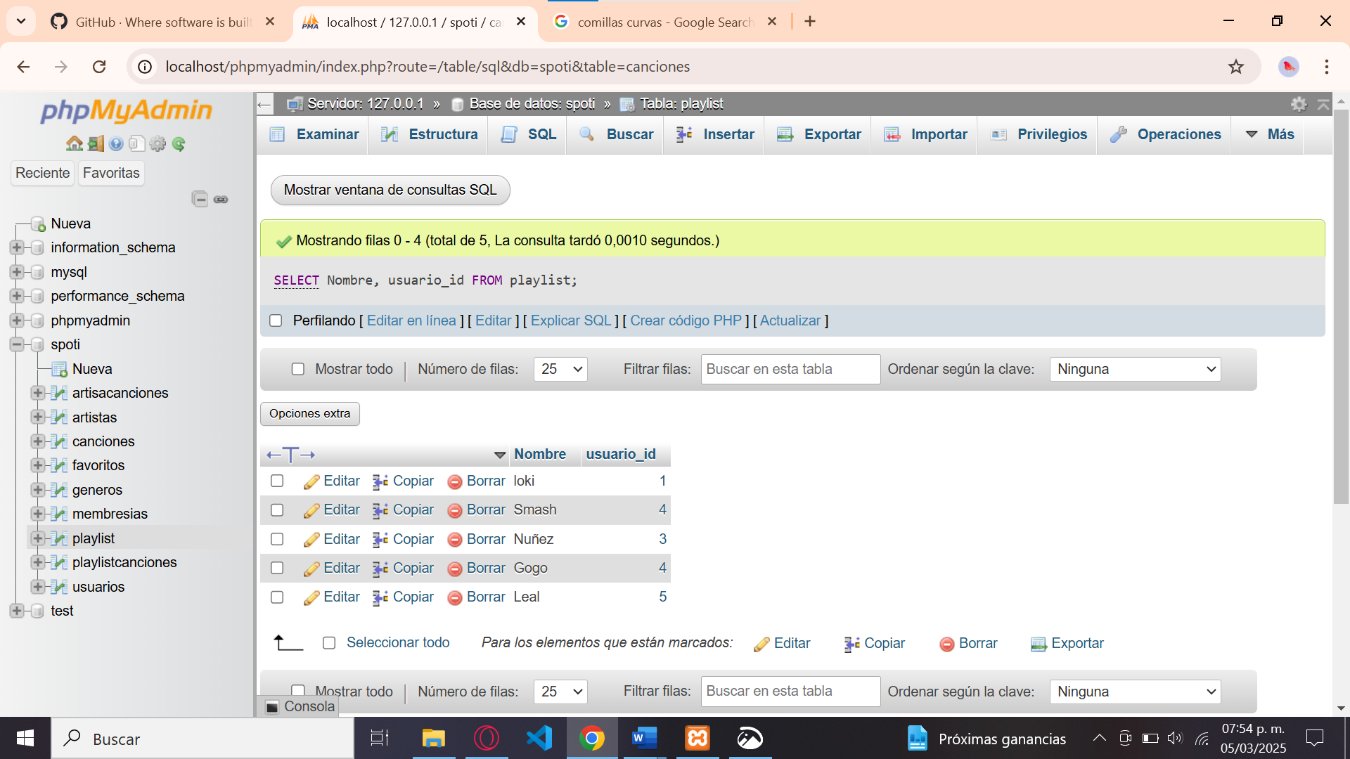 GitHub · Where software is buil
localhost / 127.0.0.1 / spoti / ca
comillas curvas - Google Search
localhost/phpmyadmin/index.php?route=/table/sql&db=spoti&table=canciones
phpMyAdmin
Reciente Favoritas
Nueva
information_schema
mysql
performance_schema
phpmyadmin
spoti
Nueva
artisacanciones
artistas
canciones
favoritos
generos
membresias
playlist
playlistcanciones
usuarios
test
Servidor: 127.0.0.1 » Base de datos: spoti » Tabla: playlist
Examinar Estructura SQL Buscar Insertar Exportar Importar Privilegios Operaciones Más
Mostrar ventana de consultas SQL
Mostrando filas 0 - 4 (total de 5, La consulta tardó 0,0010 segundos.)
SELECT Nombre, usuario_id FROM playlist;
Perfilando [ Editar en línea ] [ Editar ] [ Explicar SQL ] [ Crear código PHP ] [ Actualizar ]
Mostrar todo | Número de filas: 25 Filtrar filas: Buscar en esta tabla Ordenar según la clave: Ninguna
Opciones extra
←T→ Nombre usuario_id
Editar Copiar Borrar loki 1
Editar Copiar Borrar Smash 4
Editar Copiar Borrar Nuñez 3
Editar Copiar Borrar Gogo 4
Editar Copiar Borrar Leal 5
Seleccionar todo Para los elementos que están marcados: Editar Copiar Borrar Exportar
Mostrar todo | Número de filas: 25 Filtrar filas: Buscar en esta tabla Ordenar según la clave: Ninguna
Consola
Buscar
Próximas ganancias
07:54 p. m.
05/03/2025